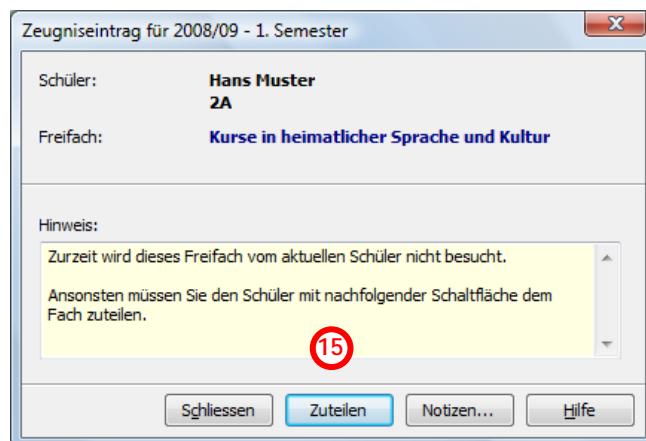 Zeugniseintrag für 2008/09 - 1. Semester
Schüler: Hans Muster
2A
Freifach: Kurse in heimatlicher Sprache und Kultur
Hinweis:
Zurzeit wird dieses Freifach vom aktuellen Schüler nicht besucht.
Ansonsten müssen Sie den Schüler mit nachfolgender Schaltfläche dem
Fach zuteilen.
15
Schliessen Zuteilen Notizen... Hilfe